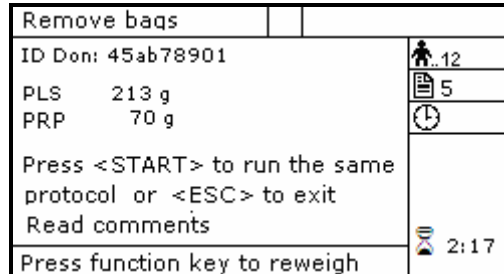 Remove bags
ID Don: 45ab78901
..12
PLS 213 g
5
PRP 70 g
Press <START> to run the same
protocol or <ESC> to exit
Read comments
2:17
Press function key to reweigh